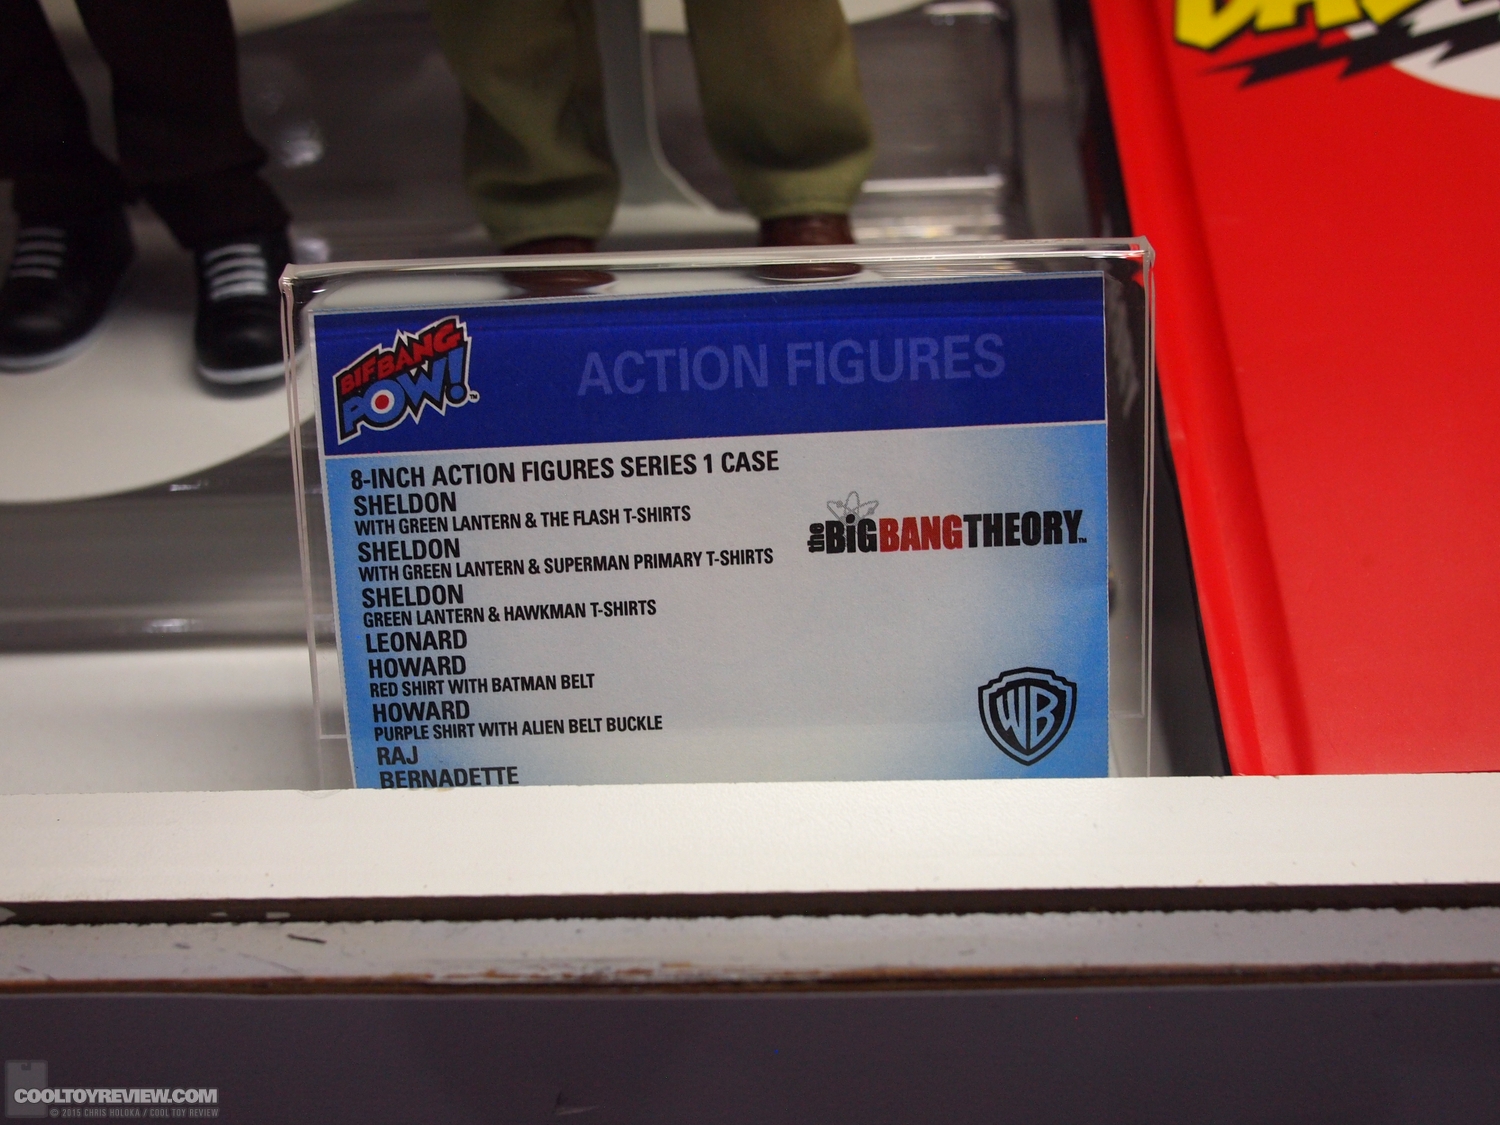 BIF BANG
POW!
™
ACTION FIGURES
8-INCH ACTION FIGURES SERIES 1 CASE
SHELDON
WITH GREEN LANTERN & THE FLASH T-SHIRTS
SHELDON
WITH GREEN LANTERN & SUPERMAN PRIMARY T-SHIRTS
SHELDON
GREEN LANTERN & HAWKMAN T-SHIRTS
LEONARD
HOWARD
RED SHIRT WITH BATMAN BELT
HOWARD
PURPLE SHIRT WITH ALIEN BELT BUCKLE
RAJ
BERNADETTE
the BiG BANG THEORY™
WB
COOLTOYREVIEW.COM
© 2015 CHRIS HOLOKA / COOL TOY REVIEW